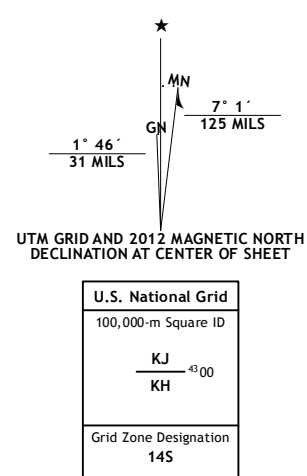 ★
MN
7° 1´
125 MILS
GN
1° 46´
31 MILS
UTM GRID AND 2012 MAGNETIC NORTH
DECLINATION AT CENTER OF SHEET
U.S. National Grid
100,000-m Square ID
KJ
4300
KH
Grid Zone Designation
14S